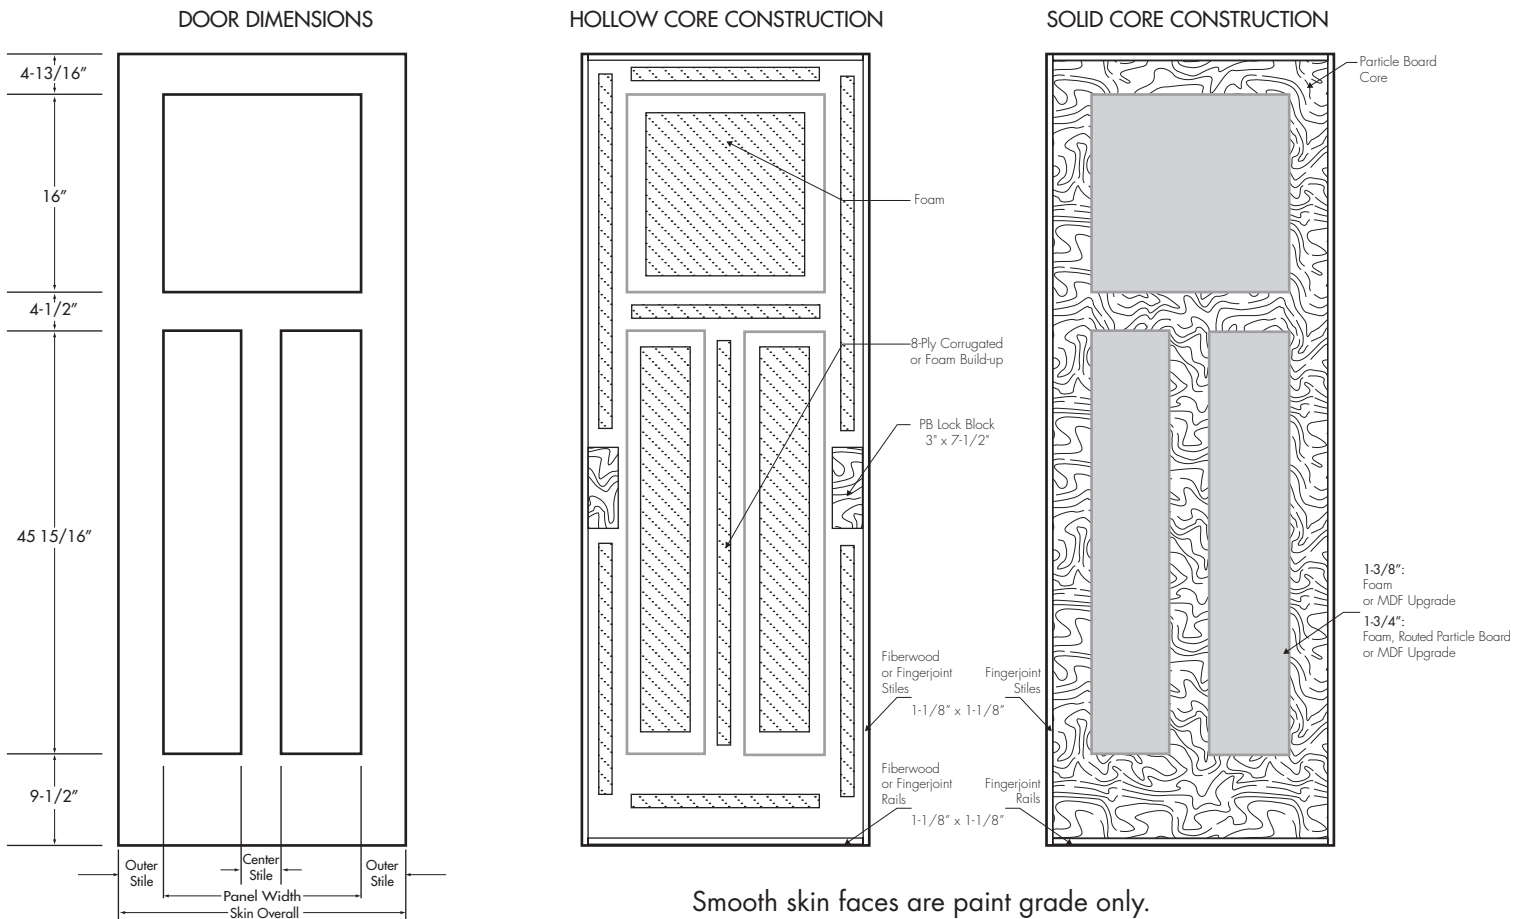 DOOR DIMENSIONS
4-13/16"
16"
4-1/2"
45 15/16"
9-1/2"
Outer
Stile
Center
Stile
Outer
Stile
Panel Width
Skin Overall
HOLLOW CORE CONSTRUCTION
Foam
8-Ply Corrugated
or Foam Build-up
PB Lock Block
3" x 7-1/2"
Fiberwood
or Fingerjoint
Stiles
Fingerjoint
Stiles
1-1/8" x 1-1/8"
Fiberwood
or Fingerjoint
Rails
Fingerjoint
Rails
1-1/8" x 1-1/8"
SOLID CORE CONSTRUCTION
Particle Board
Core
1-3/8":
Foam
or MDF Upgrade
1-3/4":
Foam, Routed Particle Board
or MDF Upgrade
Smooth skin faces are paint grade only.